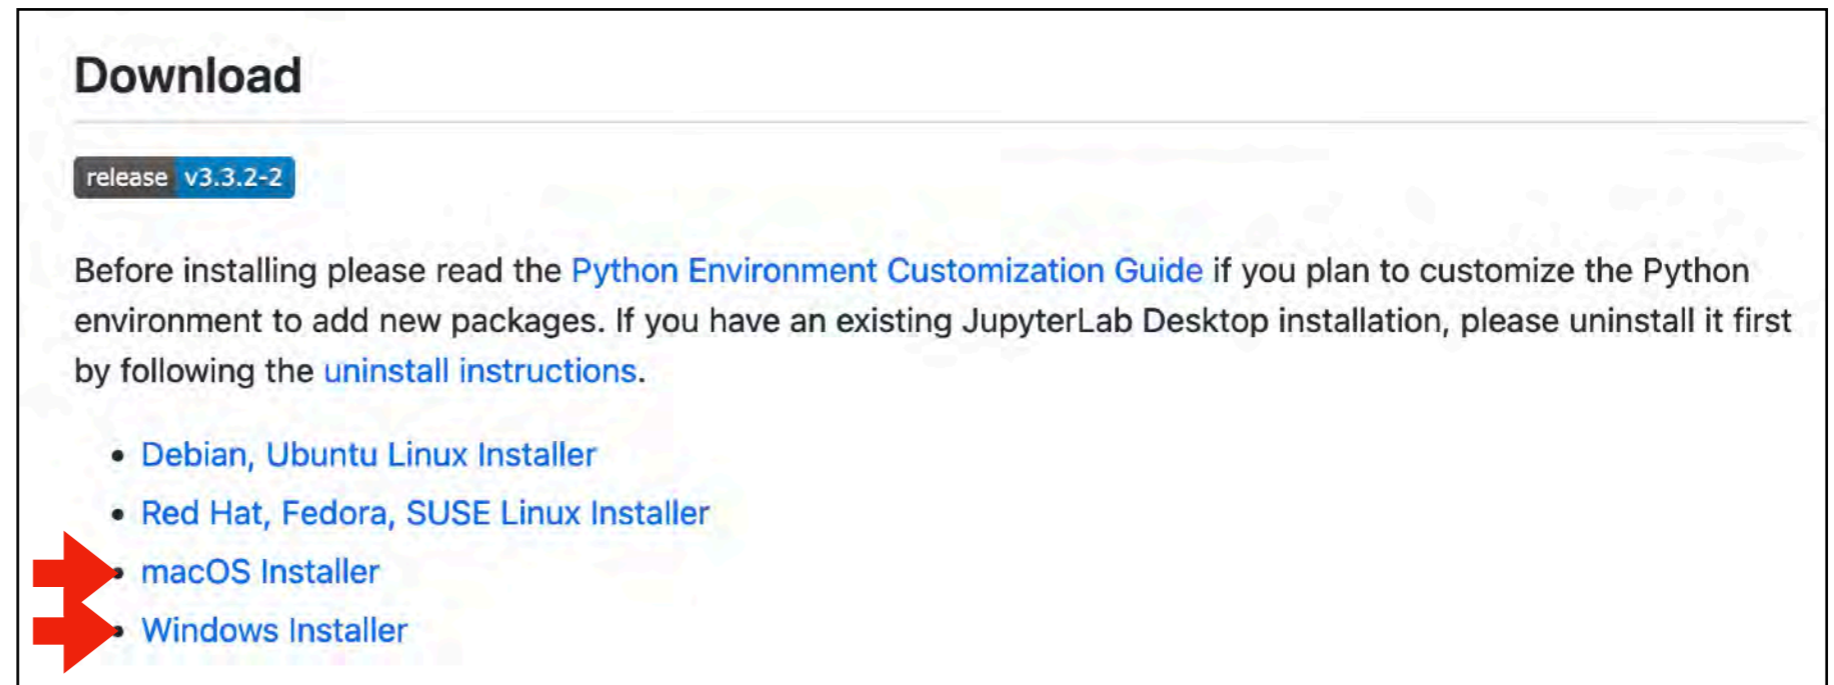 Download
release v3.3.2-2
Before installing please read the Python Environment Customization Guide if you plan to customize the Python
environment to add new packages. If you have an existing JupyterLab Desktop installation, please uninstall it first
by following the uninstall instructions.
• Debian, Ubuntu Linux Installer
• Red Hat, Fedora, SUSE Linux Installer
• macOS Installer
• Windows Installer